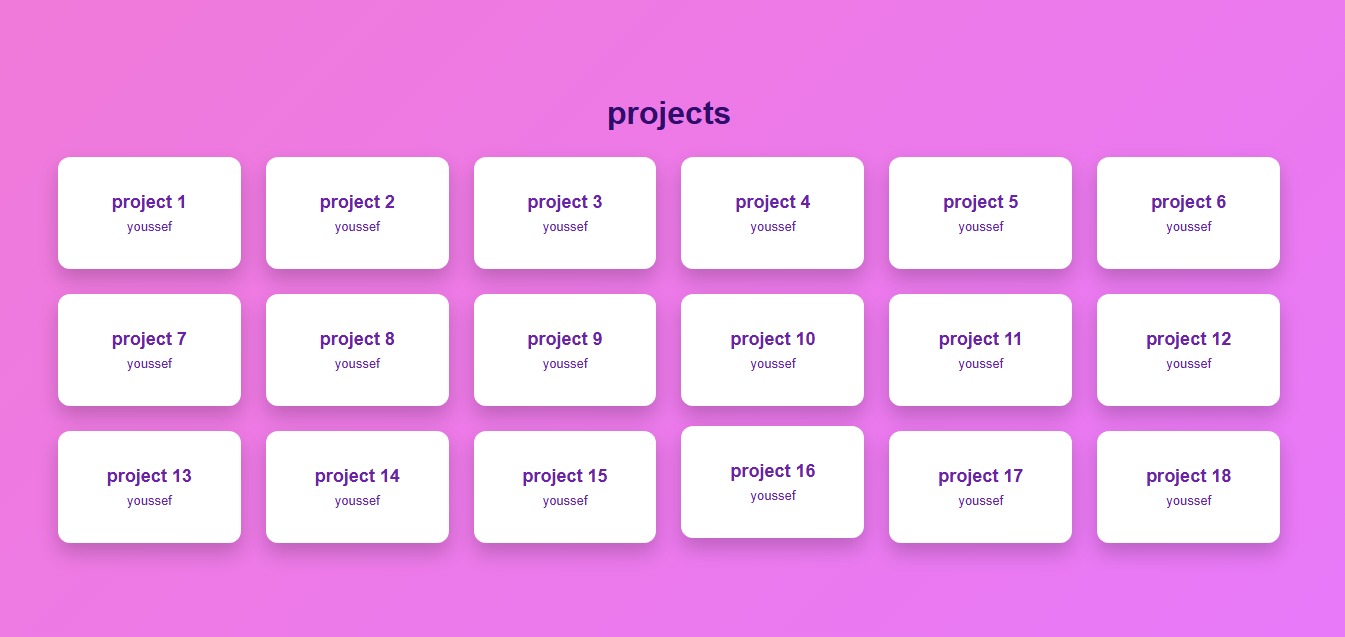 projects
project 1
youssef
project 2
youssef
project 3
youssef
project 4
youssef
project 5
youssef
project 6
youssef
project 7
youssef
project 8
youssef
project 9
youssef
project 10
youssef
project 11
youssef
project 12
youssef
project 13
youssef
project 14
youssef
project 15
youssef
project 16
youssef
project 17
youssef
project 18
youssef